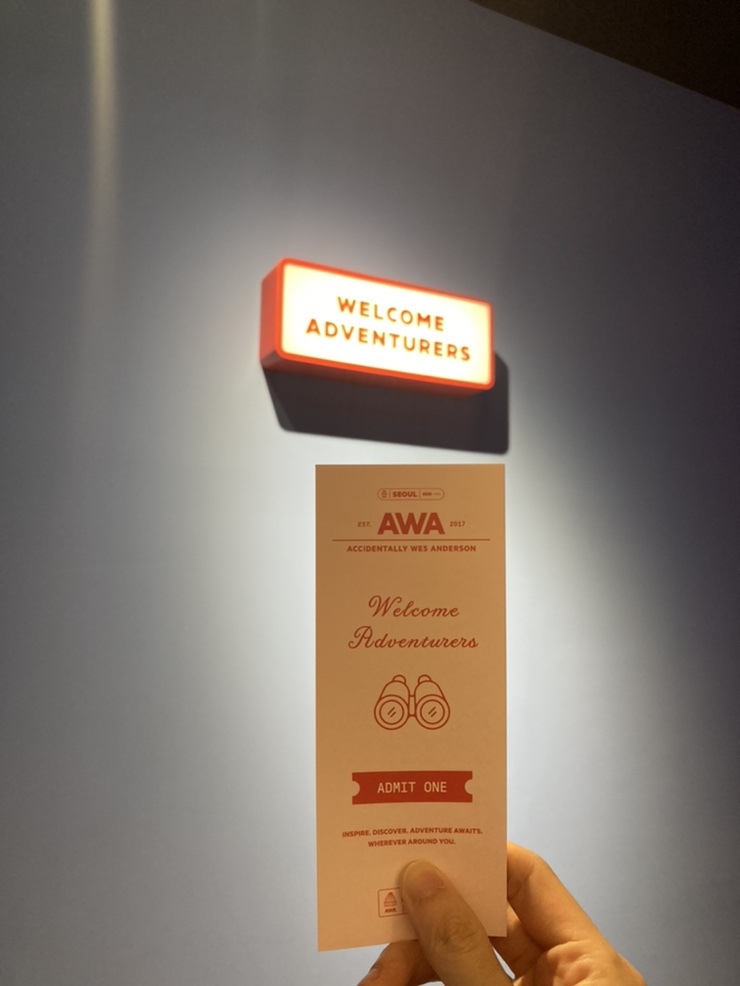 WELCOME
ADVENTURERS
SEOUL
EST. AWA 2017
ACCIDENTALLY WES ANDERSON
Welcome
Adventurers
ADMIT ONE
INSPIRE. DISCOVER. ADVENTURE AWAITS.
WHEREVER AROUND YOU.
AWA